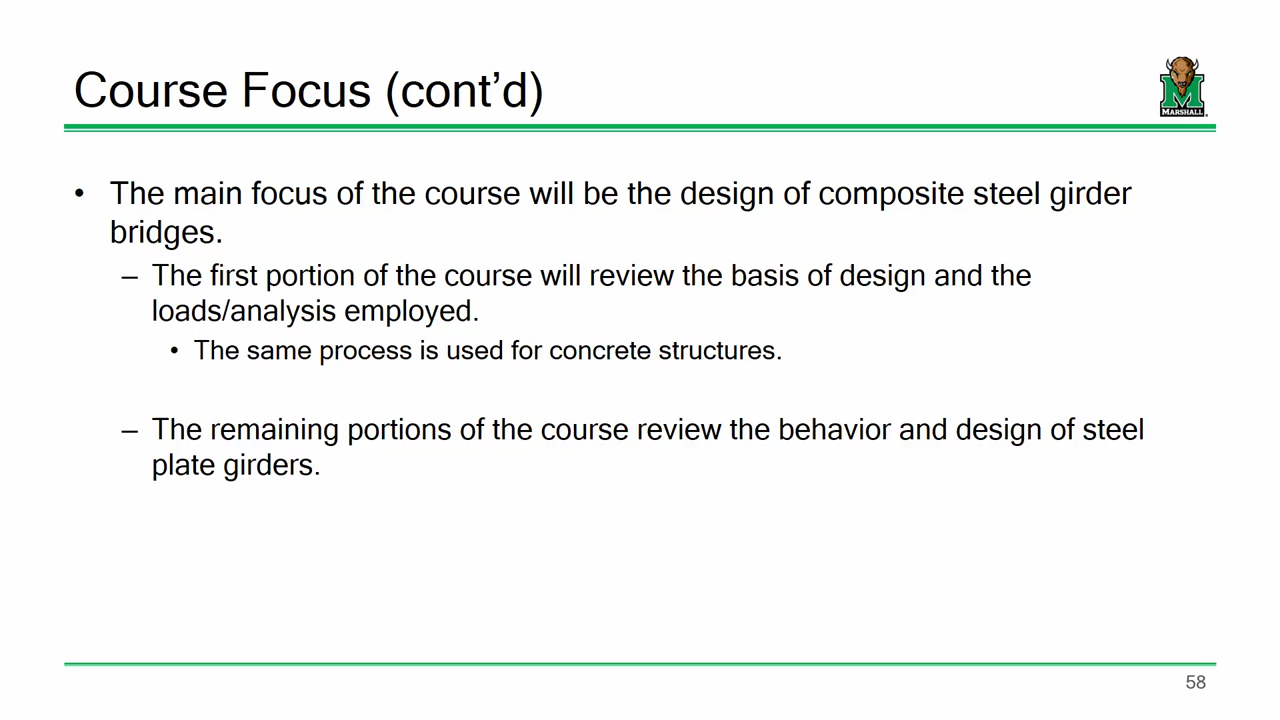 Course Focus (cont’d)
M
MARSHALL
• The main focus of the course will be the design of composite steel girder
bridges.
– The first portion of the course will review the basis of design and the
loads/analysis employed.
• The same process is used for concrete structures.
– The remaining portions of the course review the behavior and design of steel
plate girders.
58